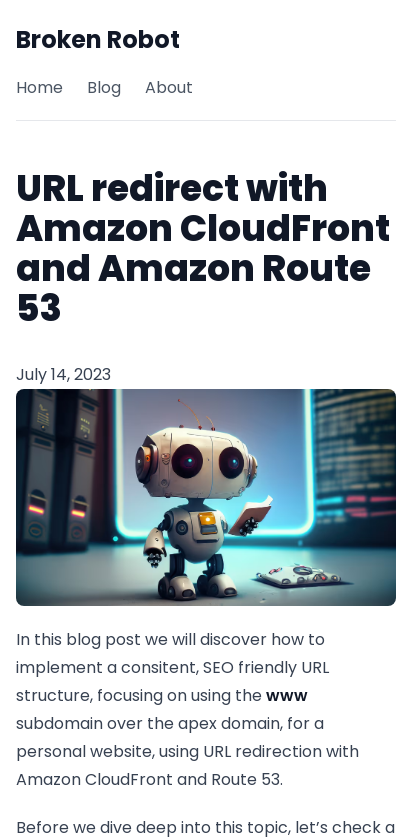 Broken Robot
Home Blog About
URL redirect with
Amazon CloudFront
and Amazon Route
53
July 14, 2023
In this blog post we will discover how to
implement a consitent, SEO friendly URL
structure, focusing on using the www
subdomain over the apex domain, for a
personal website, using URL redirection with
Amazon CloudFront and Route 53.
Before we dive deep into this topic, let’s check a